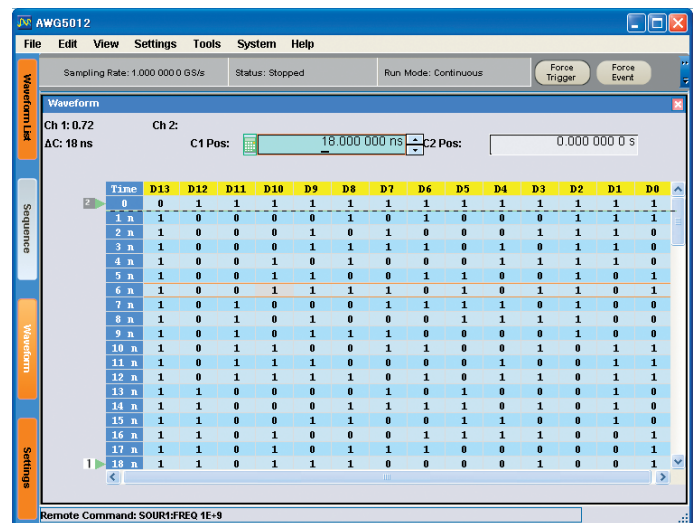 AWG5012
File Edit View Settings Tools System Help
Sampling Rate: 1.000 000 0 GS/s Status: Stopped Run Mode: Continuous Force Trigger Force Event
Waveform List
Sequence
Waveform
Settings
Waveform
Ch 1: 0.72 Ch 2:
ΔC: 18 ns C1 Pos: 18.000 000 ns C2 Pos: 0.000 000 0 s
Time D13 D12 D11 D10 D9 D8 D7 D6 D5 D4 D3 D2 D1 D0
2 0 0 1 1 1 1 1 1 1 1 1 1 1 1 1
1 n 1 0 0 0 0 1 0 1 0 0 0 1 1 1
2 n 1 0 0 0 1 0 1 0 0 0 1 1 1 0
3 n 1 0 0 0 1 1 1 1 0 1 0 1 1 0
4 n 1 0 0 1 0 1 0 0 0 1 1 1 1 0
5 n 1 0 0 1 1 0 0 1 1 0 0 1 0 1
6 n 1 0 0 1 1 1 1 0 1 0 1 1 0 1
7 n 1 0 1 0 0 0 1 1 1 1 0 1 0 0
8 n 1 0 1 0 1 0 0 0 1 1 1 1 0 0
9 n 1 0 1 0 1 1 1 0 0 0 0 1 0 0
10 n 1 0 1 1 0 0 1 1 0 0 1 0 1 1
11 n 1 0 1 1 1 0 0 0 0 1 0 0 1 1
12 n 1 0 1 1 1 1 0 1 0 1 1 0 1 1
13 n 1 1 0 0 0 0 1 0 1 0 0 0 1 0
14 n 1 1 0 0 0 1 1 1 1 0 1 0 1 0
15 n 1 1 0 0 1 1 0 0 1 1 0 0 1 0
16 n 1 1 0 1 0 0 0 1 1 1 1 0 0 1
17 n 1 1 0 1 0 1 1 1 0 0 0 0 0 1
1 18 n 1 1 0 1 1 1 0 0 0 0 1 0 0 1
Remote Command: SOUR1:FREQ 1E+9